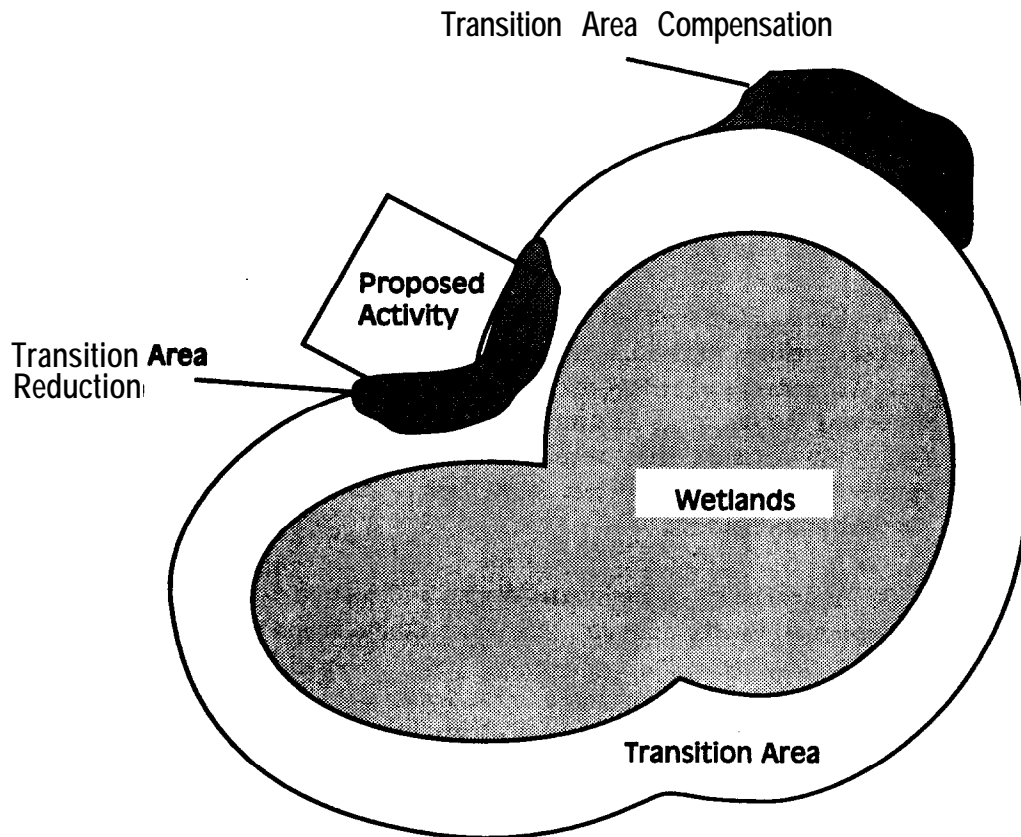 Transition Area Compensation
Proposed
Activity
Transition Area
Reduction
Wetlands
Transition Area